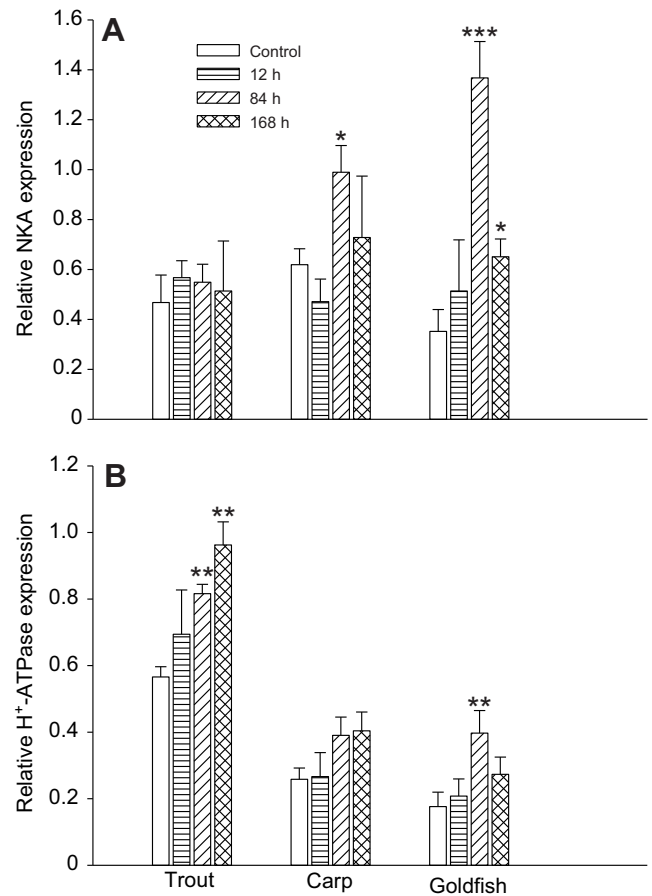 A
Control
12 h
84 h
168 h
1.6
1.4
1.2
1.0
0.8
0.6
0.4
0.2
0
Relative NKA expression
*
***
*
B
1.2
1.0
0.8
0.6
0.4
0.2
0
Relative H⁺-ATPase expression
**
**
**
Trout
Carp
Goldfish